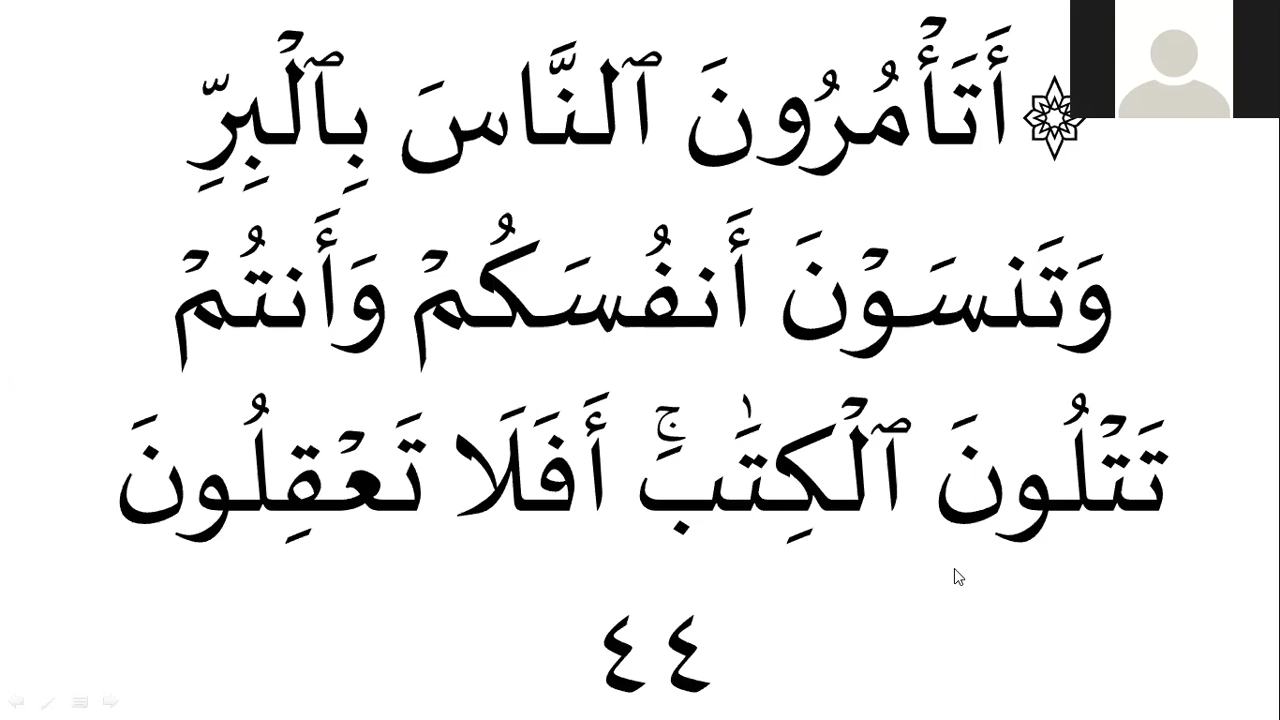 ۞ أَتَأۡمُرُونَ ٱلنَّاسَ بِٱلۡبِرِّ
وَتَنسَوۡنَ أَنفُسَكُمۡ وَأَنتُمۡ
تَتۡلُونَ ٱلۡكِتَٰبَۚ أَفَلَا تَعۡقِلُونَ
٤٤